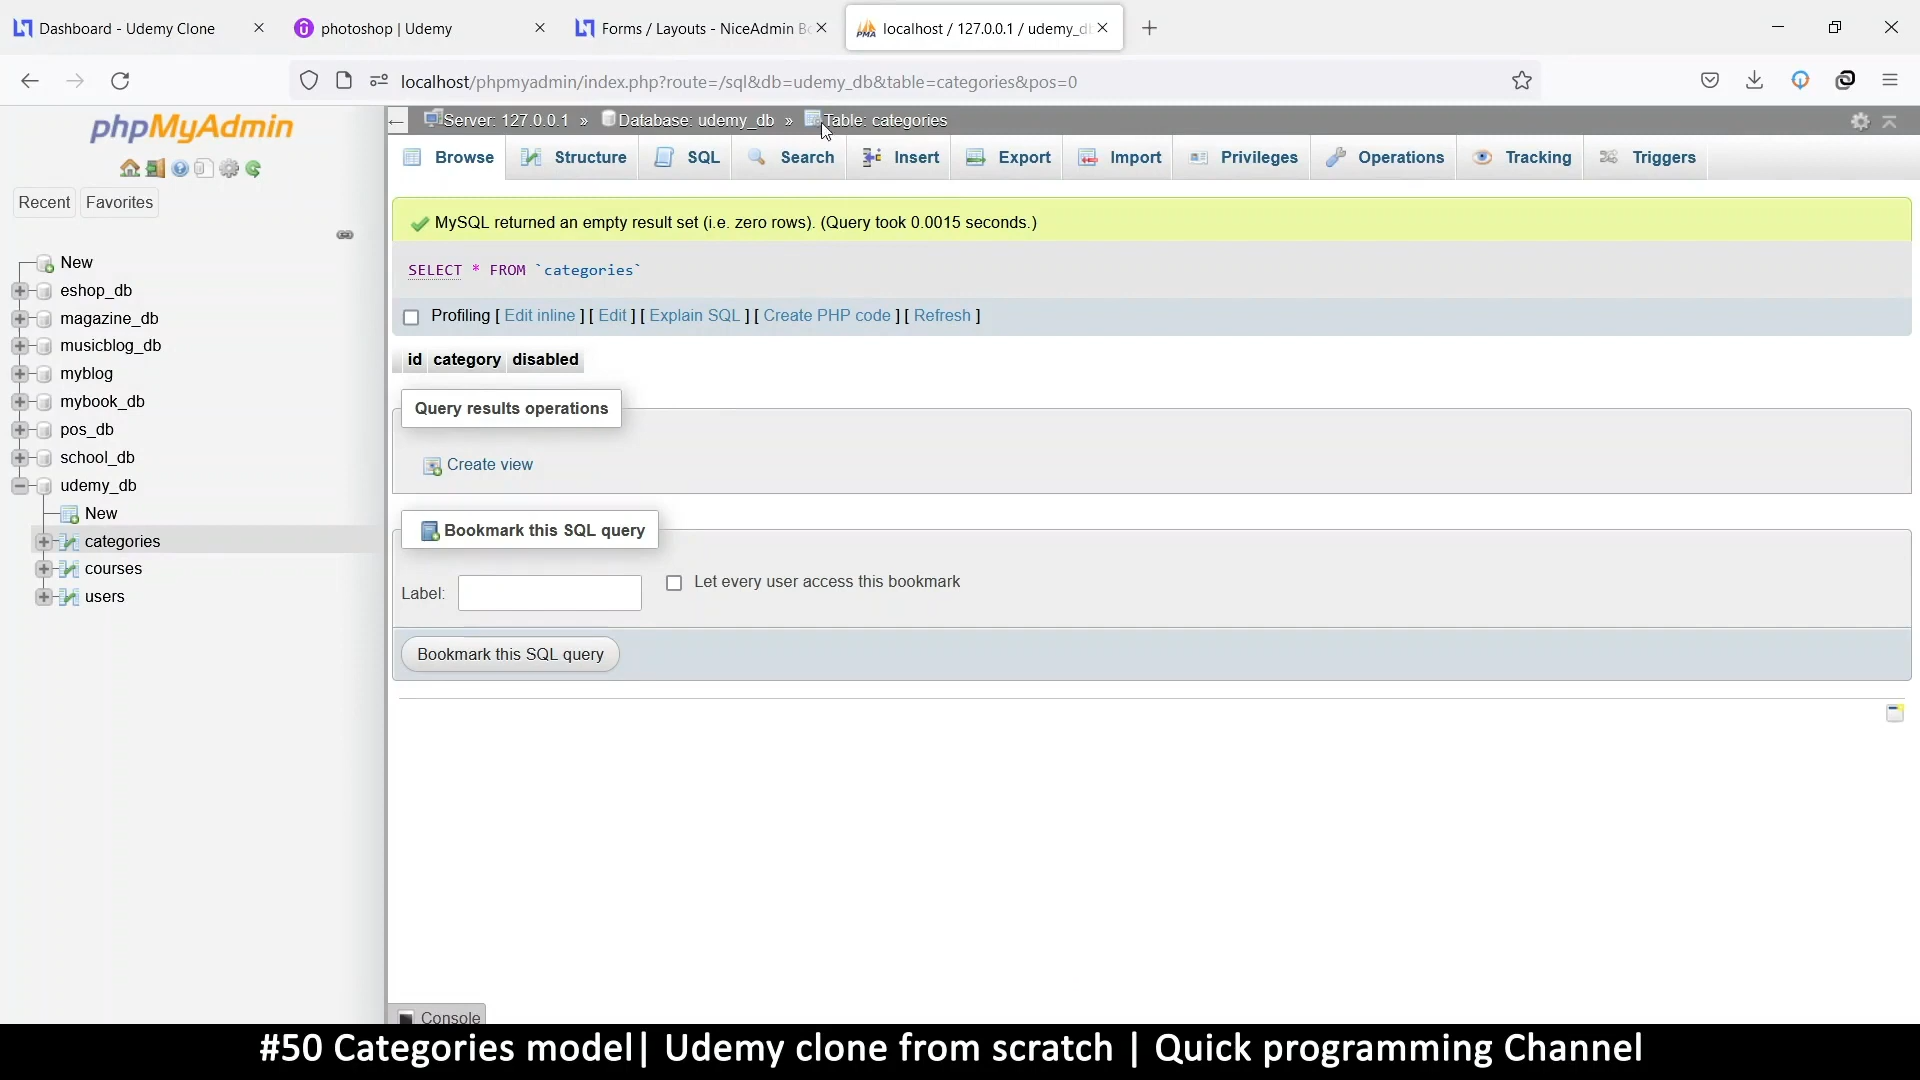 Dashboard - Udemy Clone
photoshop | Udemy
Forms / Layouts - NiceAdmin Bo
localhost / 127.0.0.1 / udemy_d
localhost/phpmyadmin/index.php?route=/sql&db=udemy_db&table=categories&pos=0
phpMyAdmin
Recent Favorites
New
eshop_db
magazine_db
musicblog_db
myblog
mybook_db
pos_db
school_db
udemy_db
New
categories
courses
users
Server: 127.0.0.1 » Database: udemy_db » Table: categories
Browse Structure SQL Search Insert Export Import Privileges Operations Tracking Triggers
MySQL returned an empty result set (i.e. zero rows). (Query took 0.0015 seconds.)
SELECT * FROM `categories`
Profiling [ Edit inline ] [ Edit ] [ Explain SQL ] [ Create PHP code ] [ Refresh ]
id category disabled
Query results operations
Create view
Bookmark this SQL query
Label: Let every user access this bookmark
Bookmark this SQL query
Console
#50 Categories model| Udemy clone from scratch | Quick programming Channel